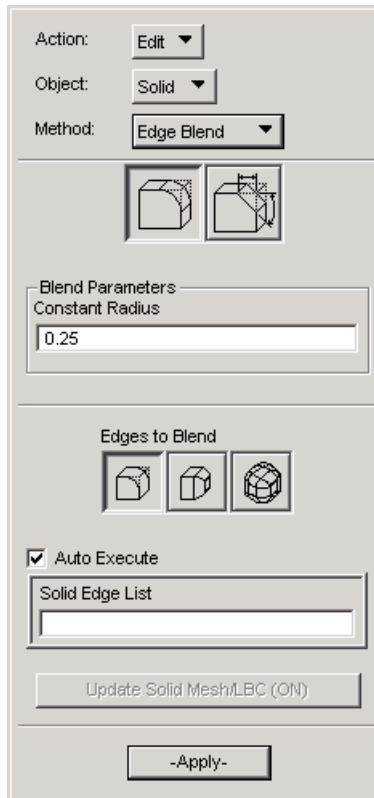 Action: Edit
Object: Solid
Method: Edge Blend
Blend Parameters
Constant Radius
0.25
Edges to Blend
Auto Execute
Solid Edge List
Update Solid Mesh/LBC (ON)
-Apply-